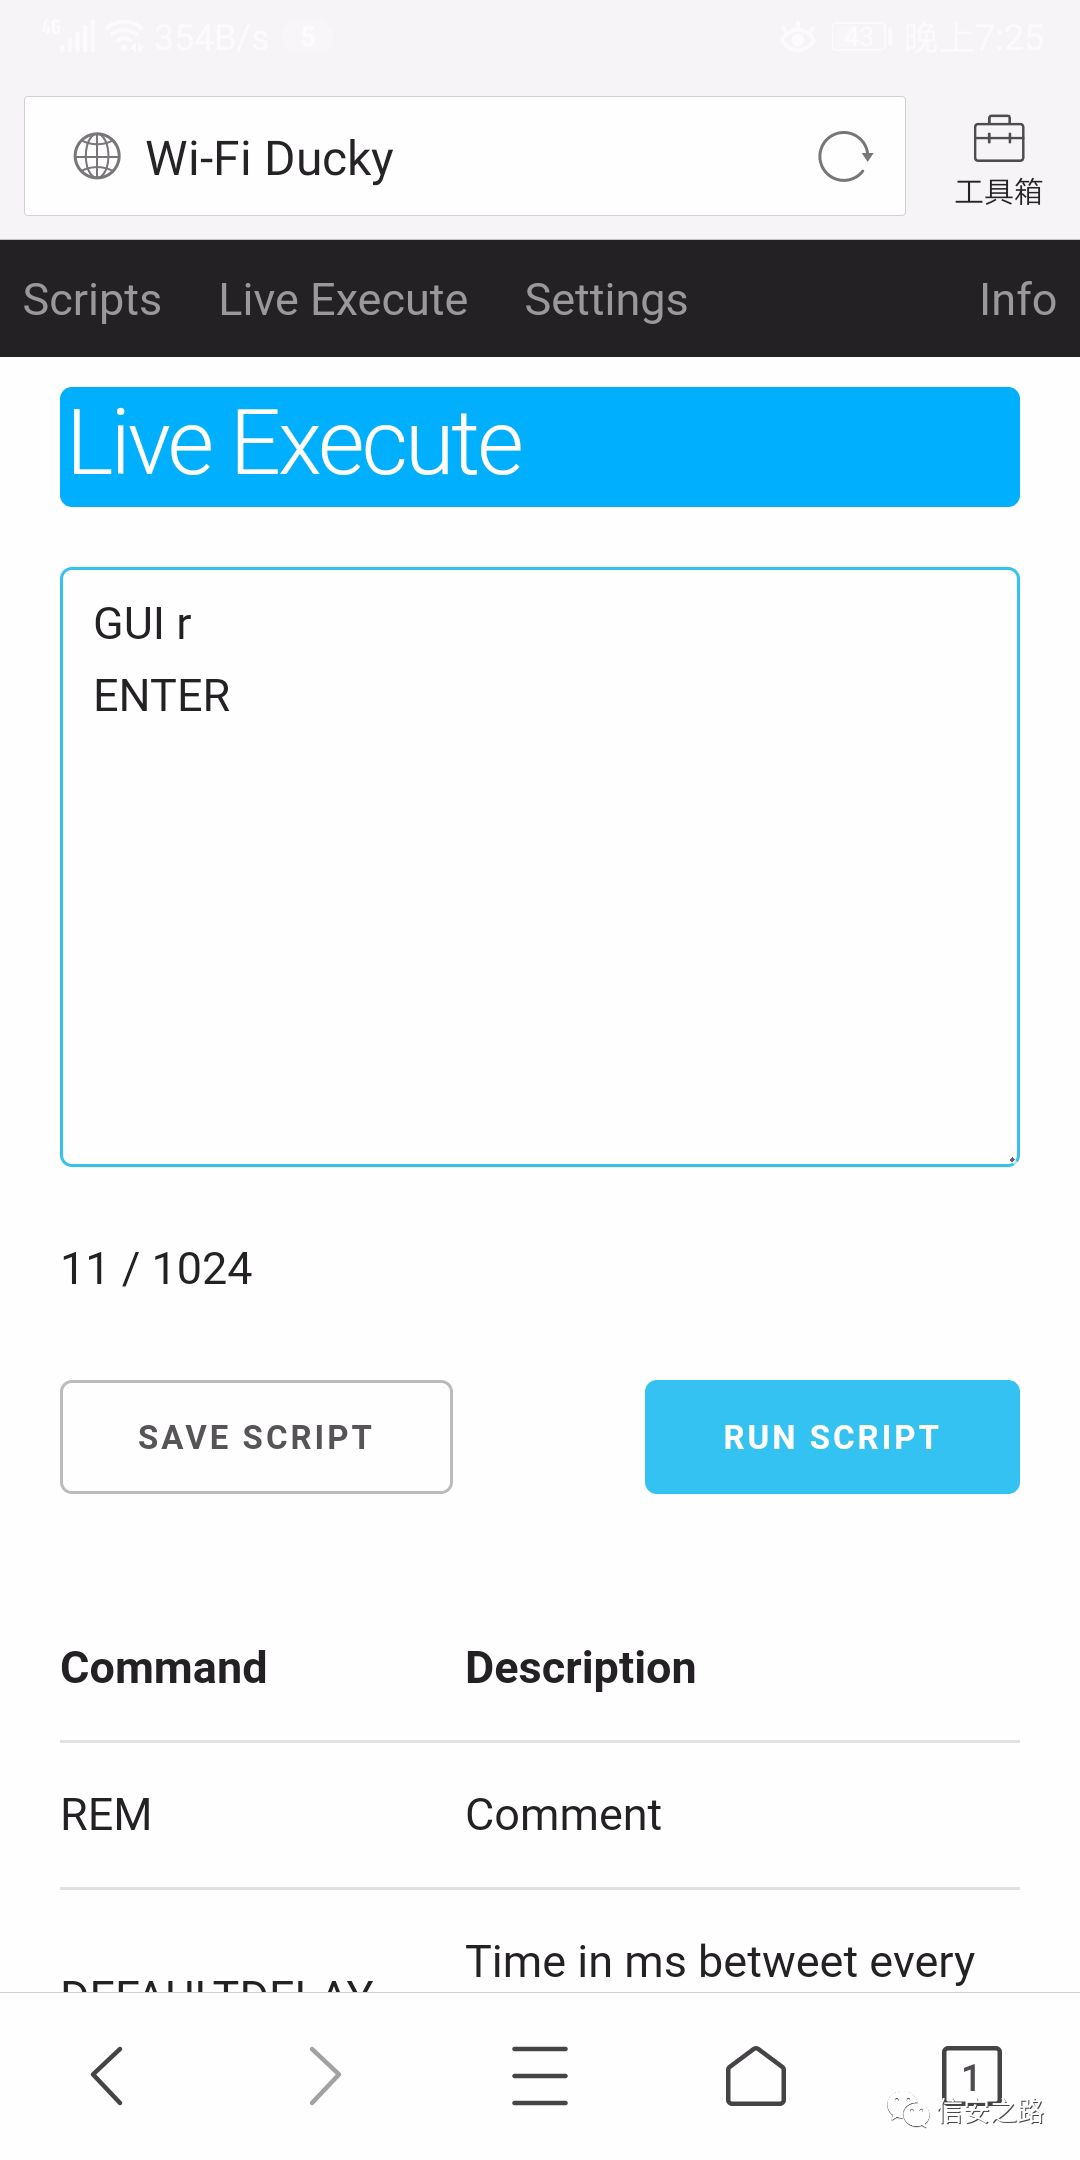 4G 354B/s 5 43 晚上7:25
Wi-Fi Ducky
工具箱
Scripts Live Execute Settings Info
Live Execute
GUI r
ENTER
11 / 1024
SAVE SCRIPT RUN SCRIPT
Command Description
REM Comment
Time in ms betweet every
DEFAULTDELAY
1
信安之路